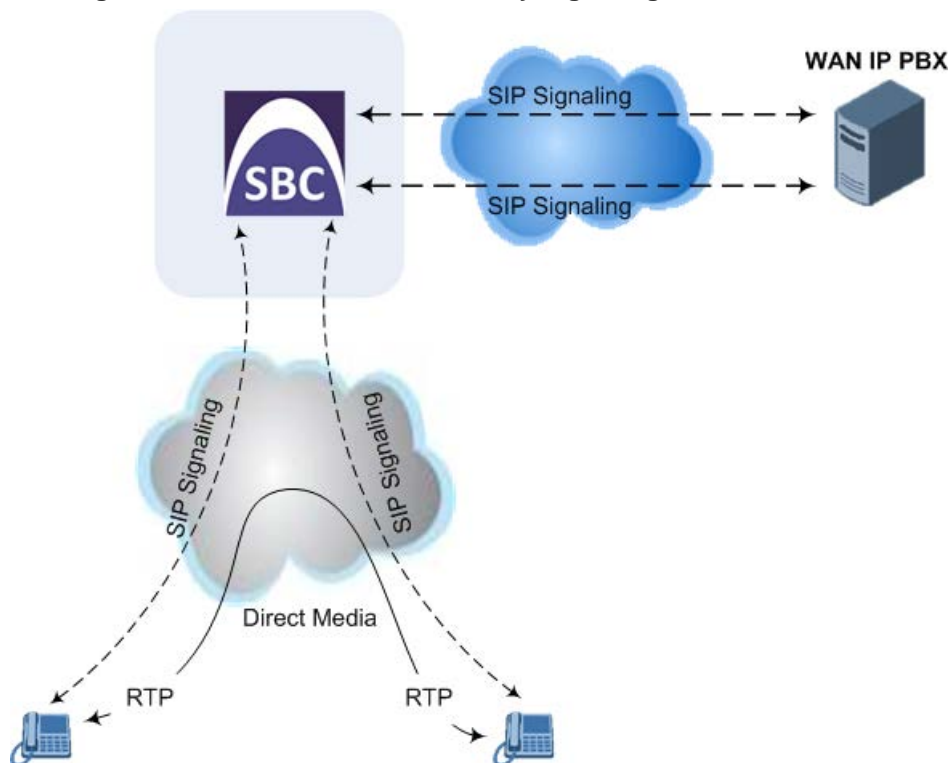 WAN IP PBX
SIP Signaling
SBC
SIP Signaling
SIP Signaling
SIP Signaling
Direct Media
RTP
RTP